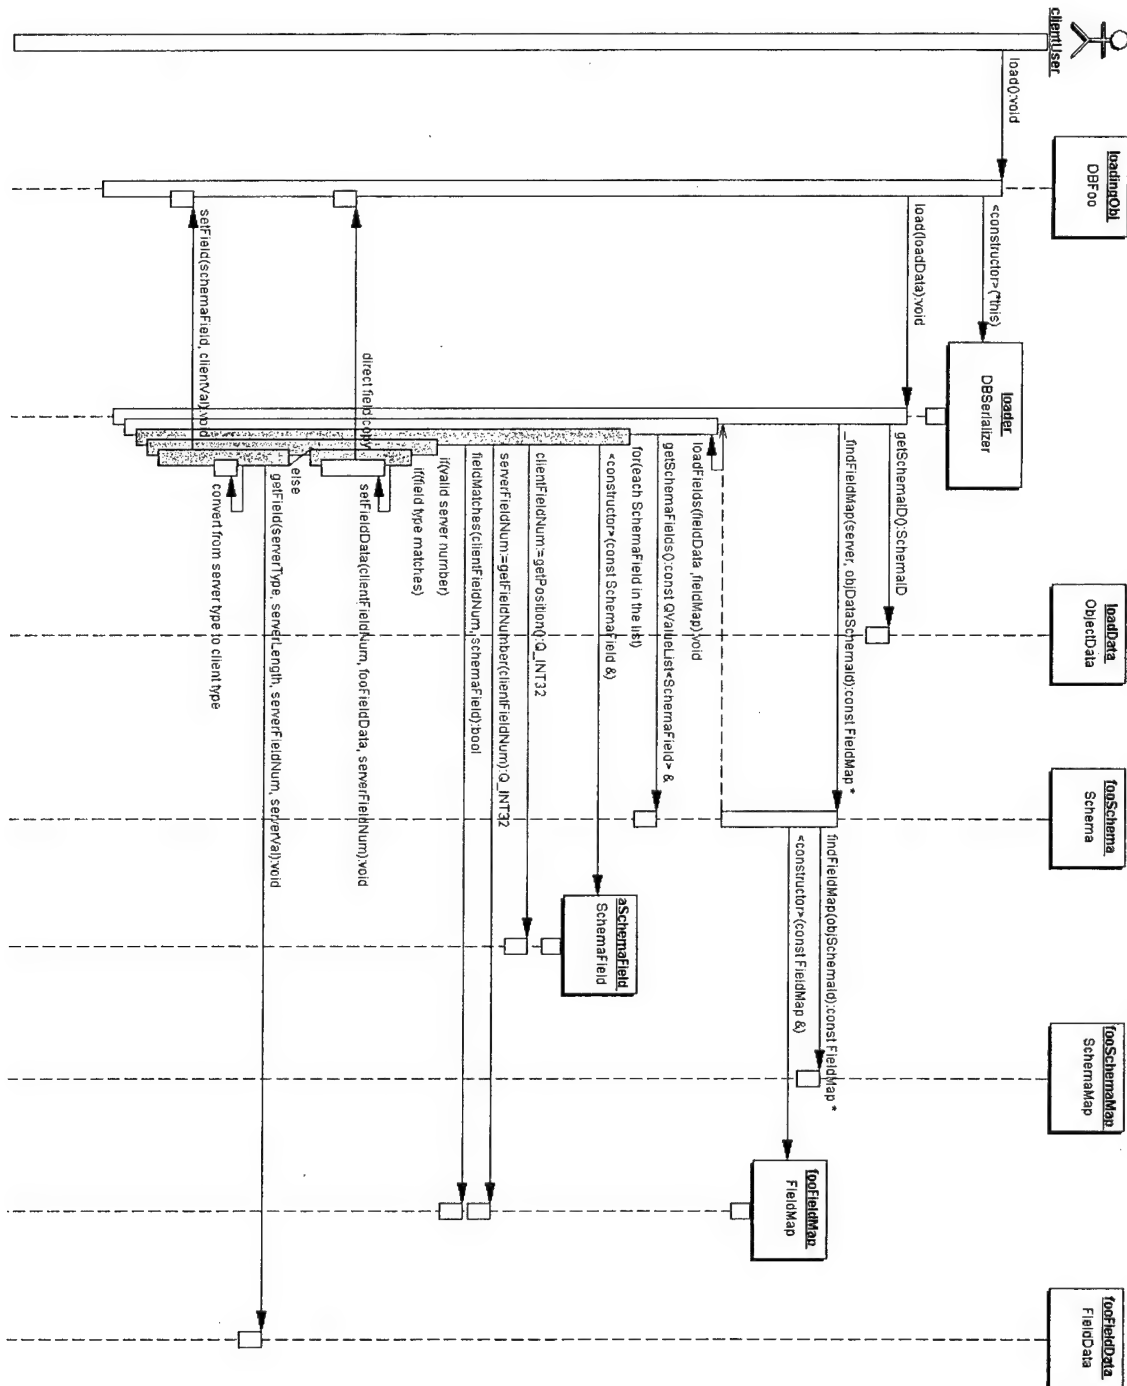 clientUser
loadingObj
DBFoo
loader
DBSerializer
loadData
ObjectData
fooSchema
Schema
aSchemaField
SchemaField
fooSchemaMap
SchemaMap
fooFieldMap
FieldMap
fooFieldData
FieldData
load():void
<constructor>(*this)
load(loadData):void
getSchemaID():SchemaID
_findFieldMap(server, objDataSchemaId):const FieldMap *
findFieldMap(objSchemaId):const FieldMap *
<constructor>(const FieldMap &)
loadFields(fieldData ,fieldMap):void
getSchemaFields():const QValueList<SchemaField> &
for(each SchemaField in the list)
<constructor>(const SchemaField &)
clientFieldNum:=getPosition():Q_INT32
serverFieldNum:=getFieldNumber(clientFieldNum):Q_INT32
fieldMatches(clientFieldNum, schemaField):bool
if(valid server number)
if(field type matches)
setFieldData(clientFieldNum, fooFieldData, serverFieldNum):void
direct field copy
else
getField(serverType, serverLength, serverFieldNum, serverVal):void
convert from server type to client type
setField(schemaField, clientVal):void